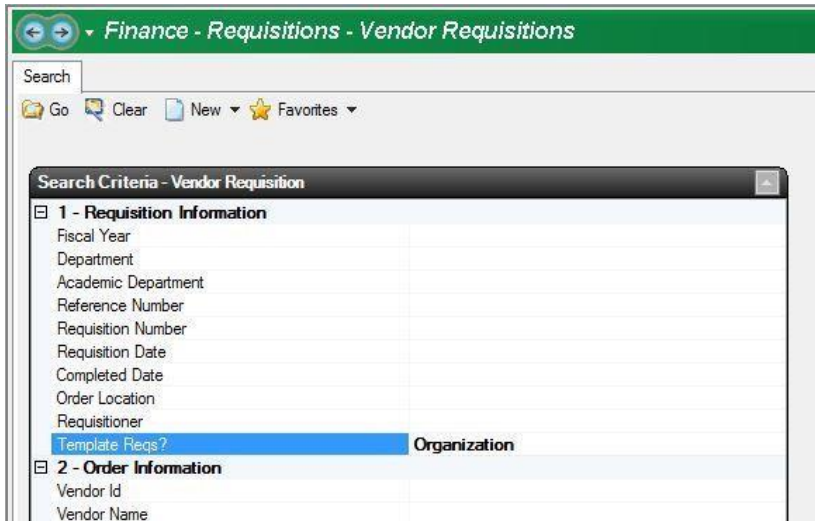 Finance - Requisitions - Vendor Requisitions
Search
Go Clear New Favorites
Search Criteria - Vendor Requisition
1 - Requisition Information
Fiscal Year
Department
Academic Department
Reference Number
Requisition Number
Requisition Date
Completed Date
Order Location
Requisitioner
Template Reqs? Organization
2 - Order Information
Vendor Id
Vendor Name